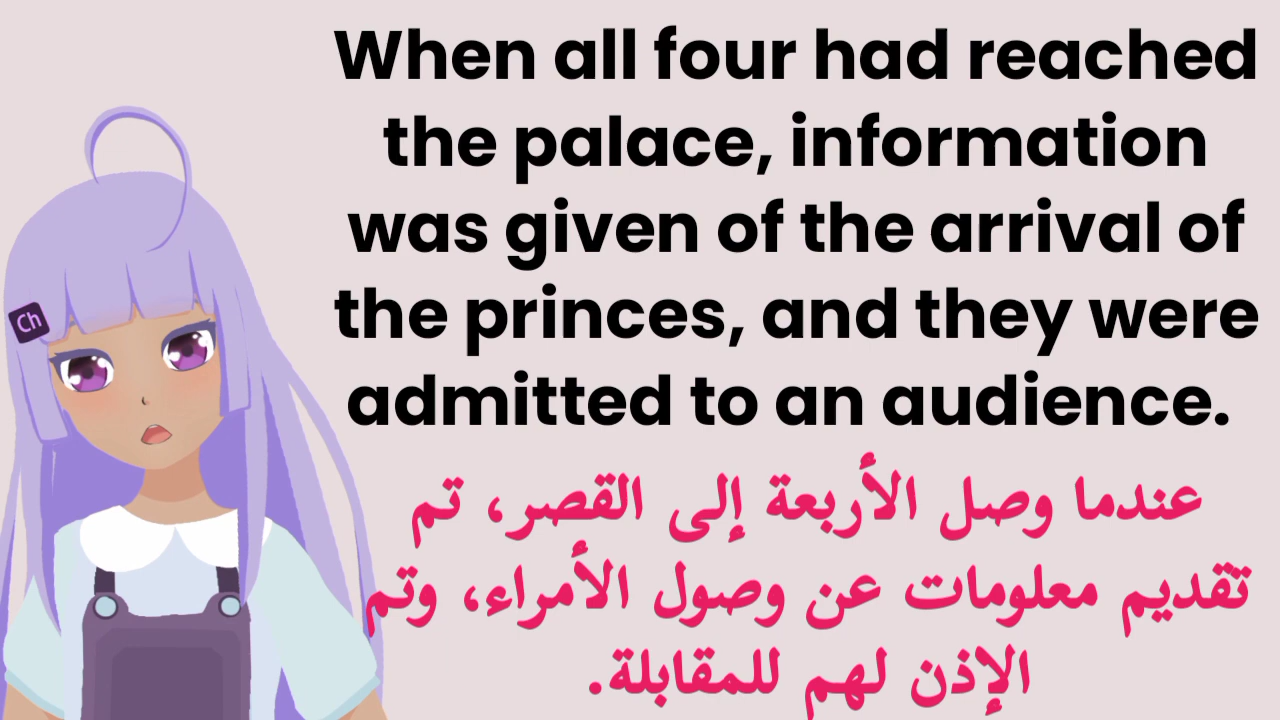 When all four had reached
the palace, information
was given of the arrival of
the princes, and they were
admitted to an audience.
عندما وصل الأربعة إلى القصر، تم
تقديم معلومات عن وصول الأمراء، وتم
الإذن لهم للمقابلة.
Ch